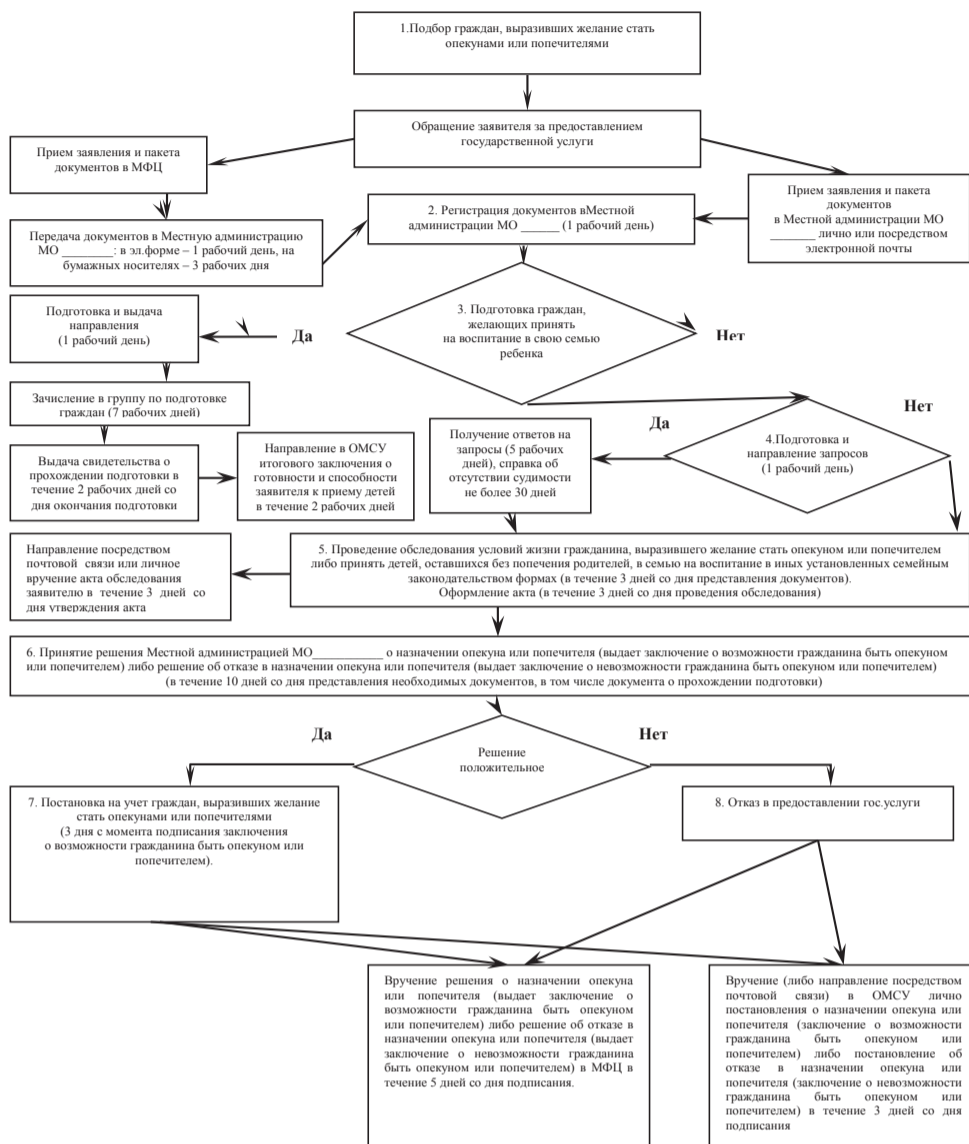 1.Подбор граждан, выразивших желание стать
опекунами или попечителями
Обращение заявителя за предоставлением
государственной услуги
Прием заявления и пакета
документов в МФЦ
Прием заявления и пакета
документов
в Местной администрации МО
_______ лично или посредством
электронной почты
2. Регистрация документов вМестной
администрации МО ______ (1 рабочий день)
Передача документов в Местную администрацию
МО ________: в эл.форме – 1 рабочий день, на
бумажных носителях – 3 рабочих дня
3. Подготовка граждан,
желающих принять
на воспитание в свою семью
ребенка
Да
Нет
Подготовка и выдача
направления
(1 рабочий день)
Зачисление в группу по подготовке
граждан (7 рабочих дней)
Выдача свидетельства о
прохождении подготовки в
течение 2 рабочих дней со
дня окончания подготовки
Направление в ОМСУ
итогового заключения о
готовности и способности
заявителя к приему детей
в течение 2 рабочих дней
Получение ответов на
запросы (5 рабочих
дней), справка об
отсутствии судимости
не более 30 дней
Да
Нет
4.Подготовка и
направление запросов
(1 рабочий день)
5. Проведение обследования условий жизни гражданина, выразившего желание стать опекуном или попечителем
либо принять детей, оставшихся без попечения родителей, в семью на воспитание в иных установленных семейным
законодательством формах (в течение 3 дней со дня представления документов).
Оформление акта (в течение 3 дней со дня проведения обследования)
Направление посредством
почтовой связи или личное
вручение акта обследования
заявителю в течение 3 дней со
дня утверждения акта
6. Принятие решения Местной администрацией МО__________ о назначении опекуна или попечителя (выдает заключение о возможности гражданина быть опекуном
или попечителем) либо решение об отказе в назначении опекуна или попечителя (выдает заключение о невозможности гражданина быть опекуном или попечителем)
(в течение 10 дней со дня представления необходимых документов, в том числе документа о прохождении подготовки)
Да
Нет
Решение
положительное
7. Постановка на учет граждан, выразивших желание
стать опекунами или попечителями
(3 дня с момента подписания заключения
о возможности гражданина быть опекуном или
попечителем).
8. Отказ в предоставлении гос.услуги
Вручение решения о назначении опекуна
или попечителя (выдает заключение о
возможности гражданина быть опекуном
или попечителем) либо решение об отказе в
назначении опекуна или попечителя (выдает
заключение о невозможности гражданина
быть опекуном или попечителем) в МФЦ в
течение 5 дней со дня подписания.
Вручение (либо направление посредством
почтовой связи) в ОМСУ лично
постановления о назначении опекуна или
попечителя (заключение о возможности
гражданина быть опекуном или
попечителем) либо постановление об
отказе в назначении опекуна или
попечителя (заключение о невозможности
гражданина быть опекуном или
попечителем) в течение 3 дней со дня
подписания